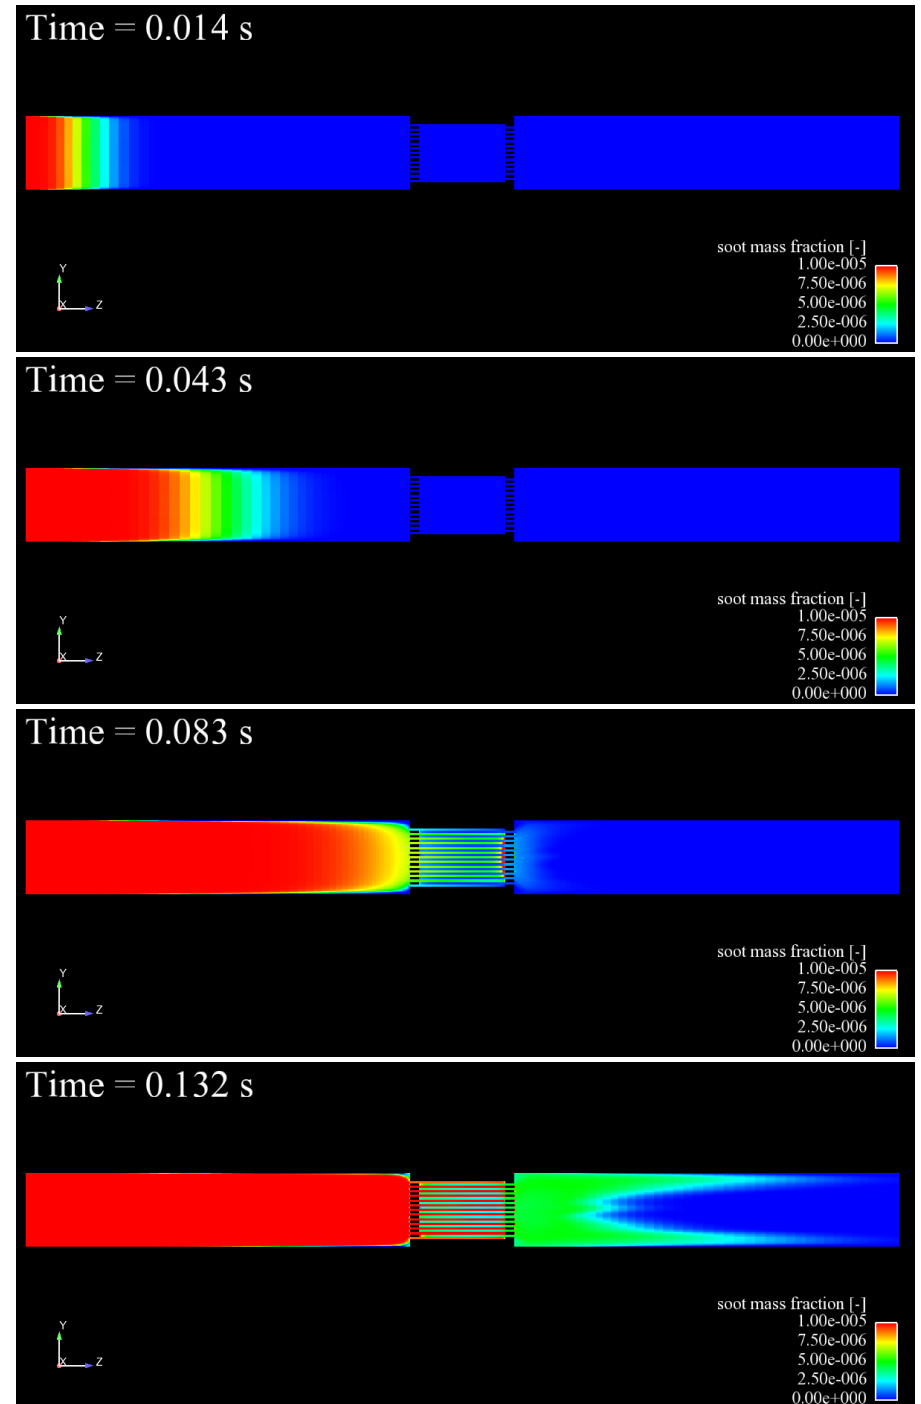 Time = 0.014 s
soot mass fraction [-]
1.00e-005
7.50e-006
5.00e-006
2.50e-006
0.00e+000
Y
X Z
Time = 0.043 s
soot mass fraction [-]
1.00e-005
7.50e-006
5.00e-006
2.50e-006
0.00e+000
Y
X Z
Time = 0.083 s
soot mass fraction [-]
1.00e-005
7.50e-006
5.00e-006
2.50e-006
0.00e+000
Y
X Z
Time = 0.132 s
soot mass fraction [-]
1.00e-005
7.50e-006
5.00e-006
2.50e-006
0.00e+000
Y
X Z